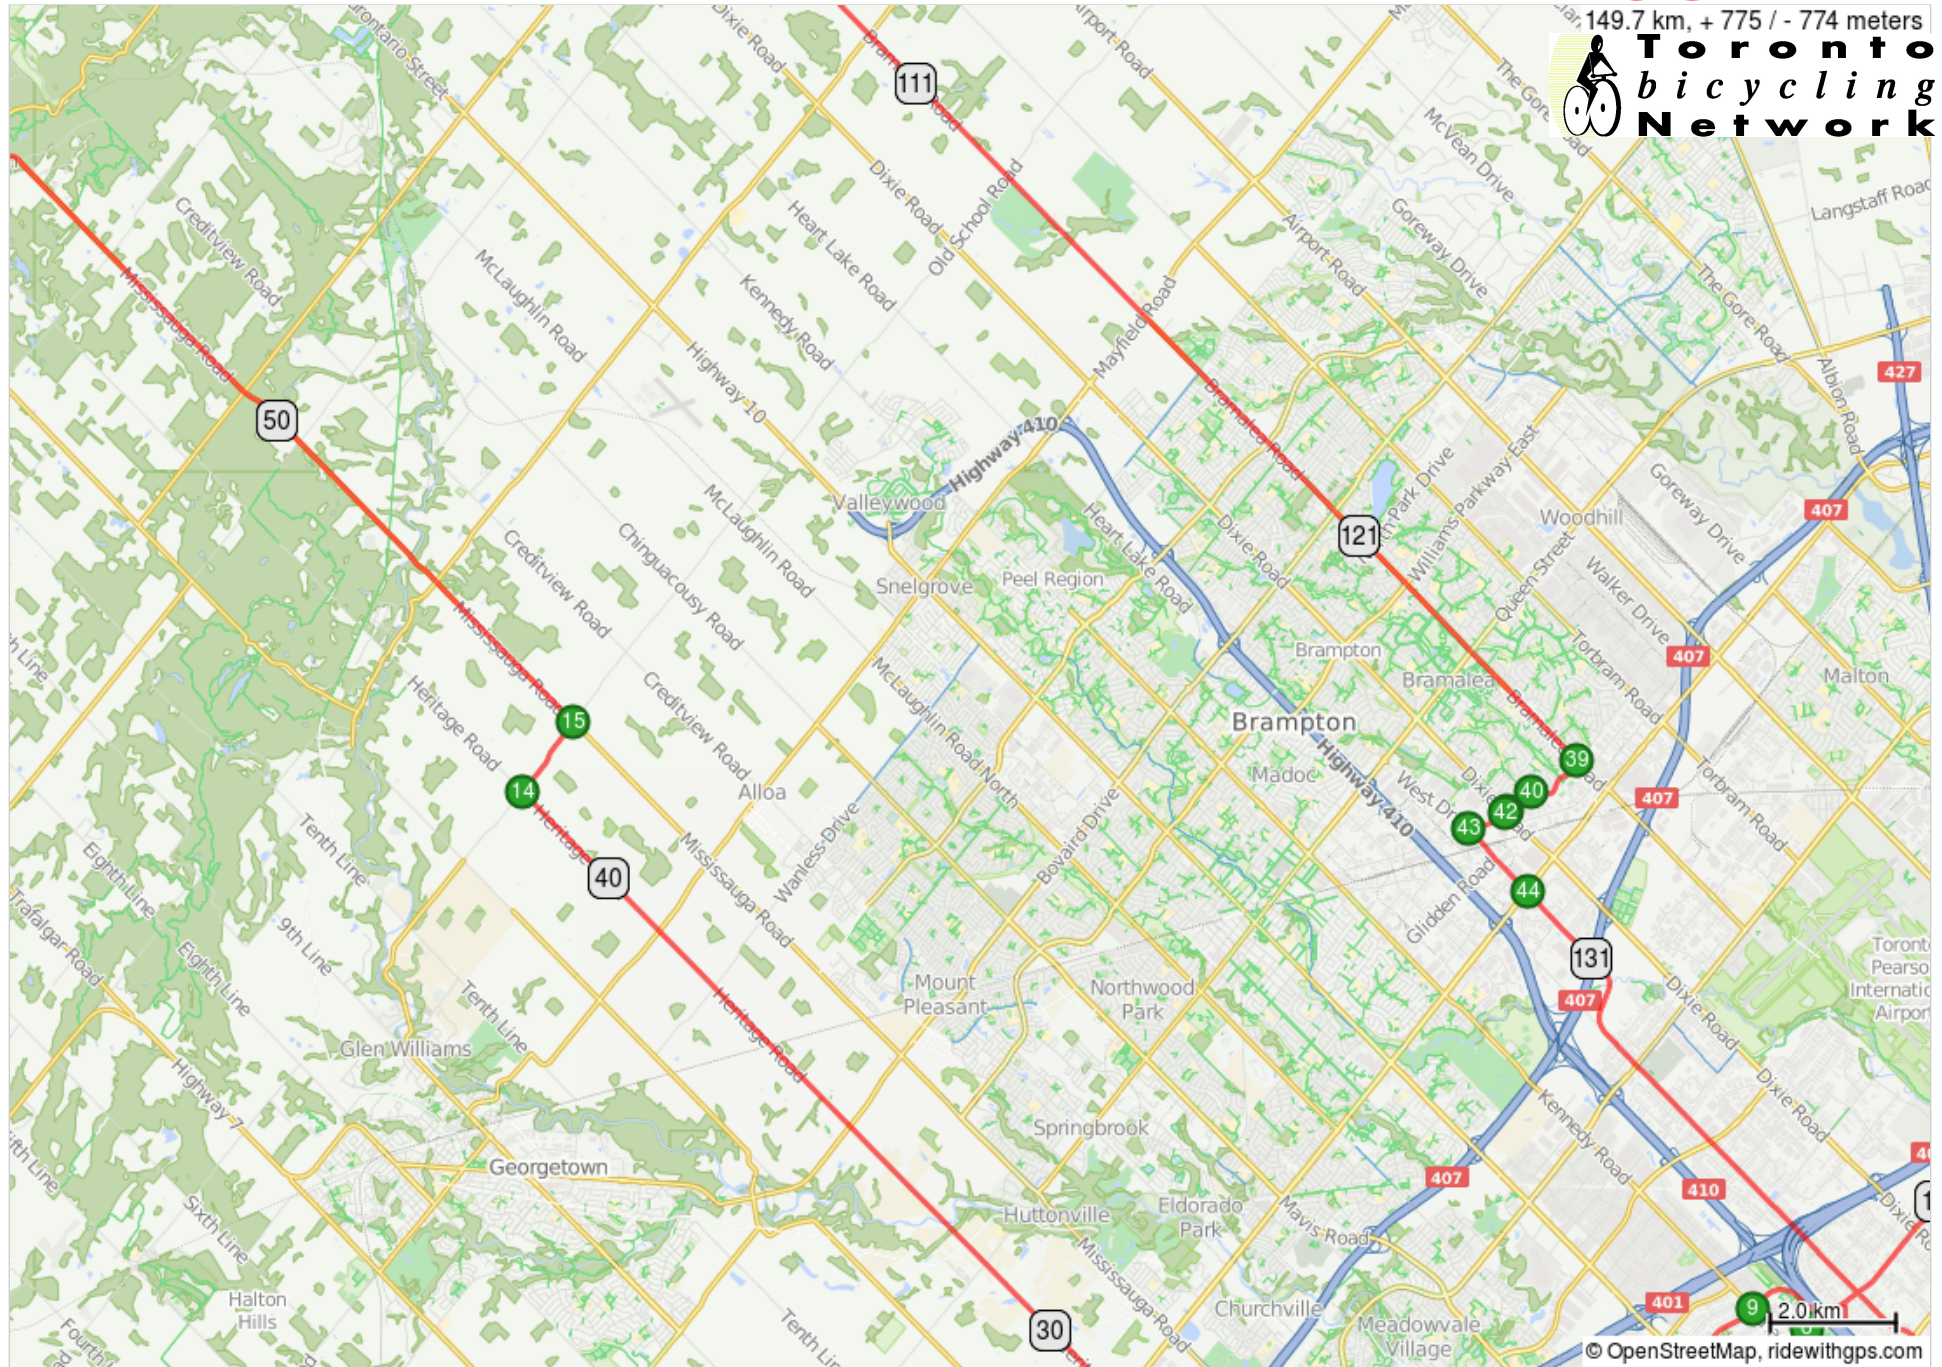 149.7 km, + 775 / - 774 meters
Toronto
bicycling
Network
Dixie Road
Airport Road
111
Old School Road
Dixie Road
Heart Lake Road
Kennedy Road
McLaughlin Road
Highway 10
Creditview Road
Mississauga Road
50
McVean Drive
Goreway Drive
Airport Road
The Gore Road
Langstaff Road
Mayfield Road
427
Albion Road
Highway 410
Valleywood
Bramalea Road
121
Williams Parkway East
Woodhill
Goreway Drive
407
McLaughlin Road
Chinguacousy Road
Creditview Road
Snelgrove
Peel Region
Heart Lake Road
Dixie Road
Queen Street
Walker Drive
407
Brampton
Bramalea
Torbram Road
Malton
Mississauga Road
15
Heritage Road
14
Creditview Road
Alloa
McLaughlin Road North
Brampton
Madoc
Highway 410
39
40
42
43
407
Torbram Road
Wanless Drive
Bovaird Drive
Heritage
40
Mississauga Road
44
Glidden Road
131
407
Dixie Road
Tenth Line
Eighth Line
Trafalgar Road
9th Line
Eighth Line
Tenth Line
Mount
Pleasant
Northwood
Park
Heritage Road
Glen Williams
Highway 7
Georgetown
Springbrook
Kennedy Road
Dixie Road
407
410
Sixth Line
Huttonville
Eldorado
Park
Mavis Road
Mississauga Road
Halton
Hills
Churchville
Meadowvale
Village
401
9
30
2.0 km
© OpenStreetMap, ridewithgps.com